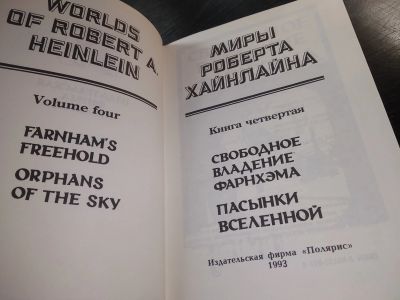 WORLDS
OF ROBERT A.
HEINLEIN
Volume four
FARNHAM'S
FREEHOLD
ORPHANS
OF THE SKY
МИРЫ
РОБЕРТА
ХАЙНЛАЙНА
Книга четвертая
СВОБОДНОЕ
ВЛАДЕНИЕ
ФАРНХЭМА
ПАСЫНКИ
ВСЕЛЕННОЙ
Издательская фирма «Полярис»
1993